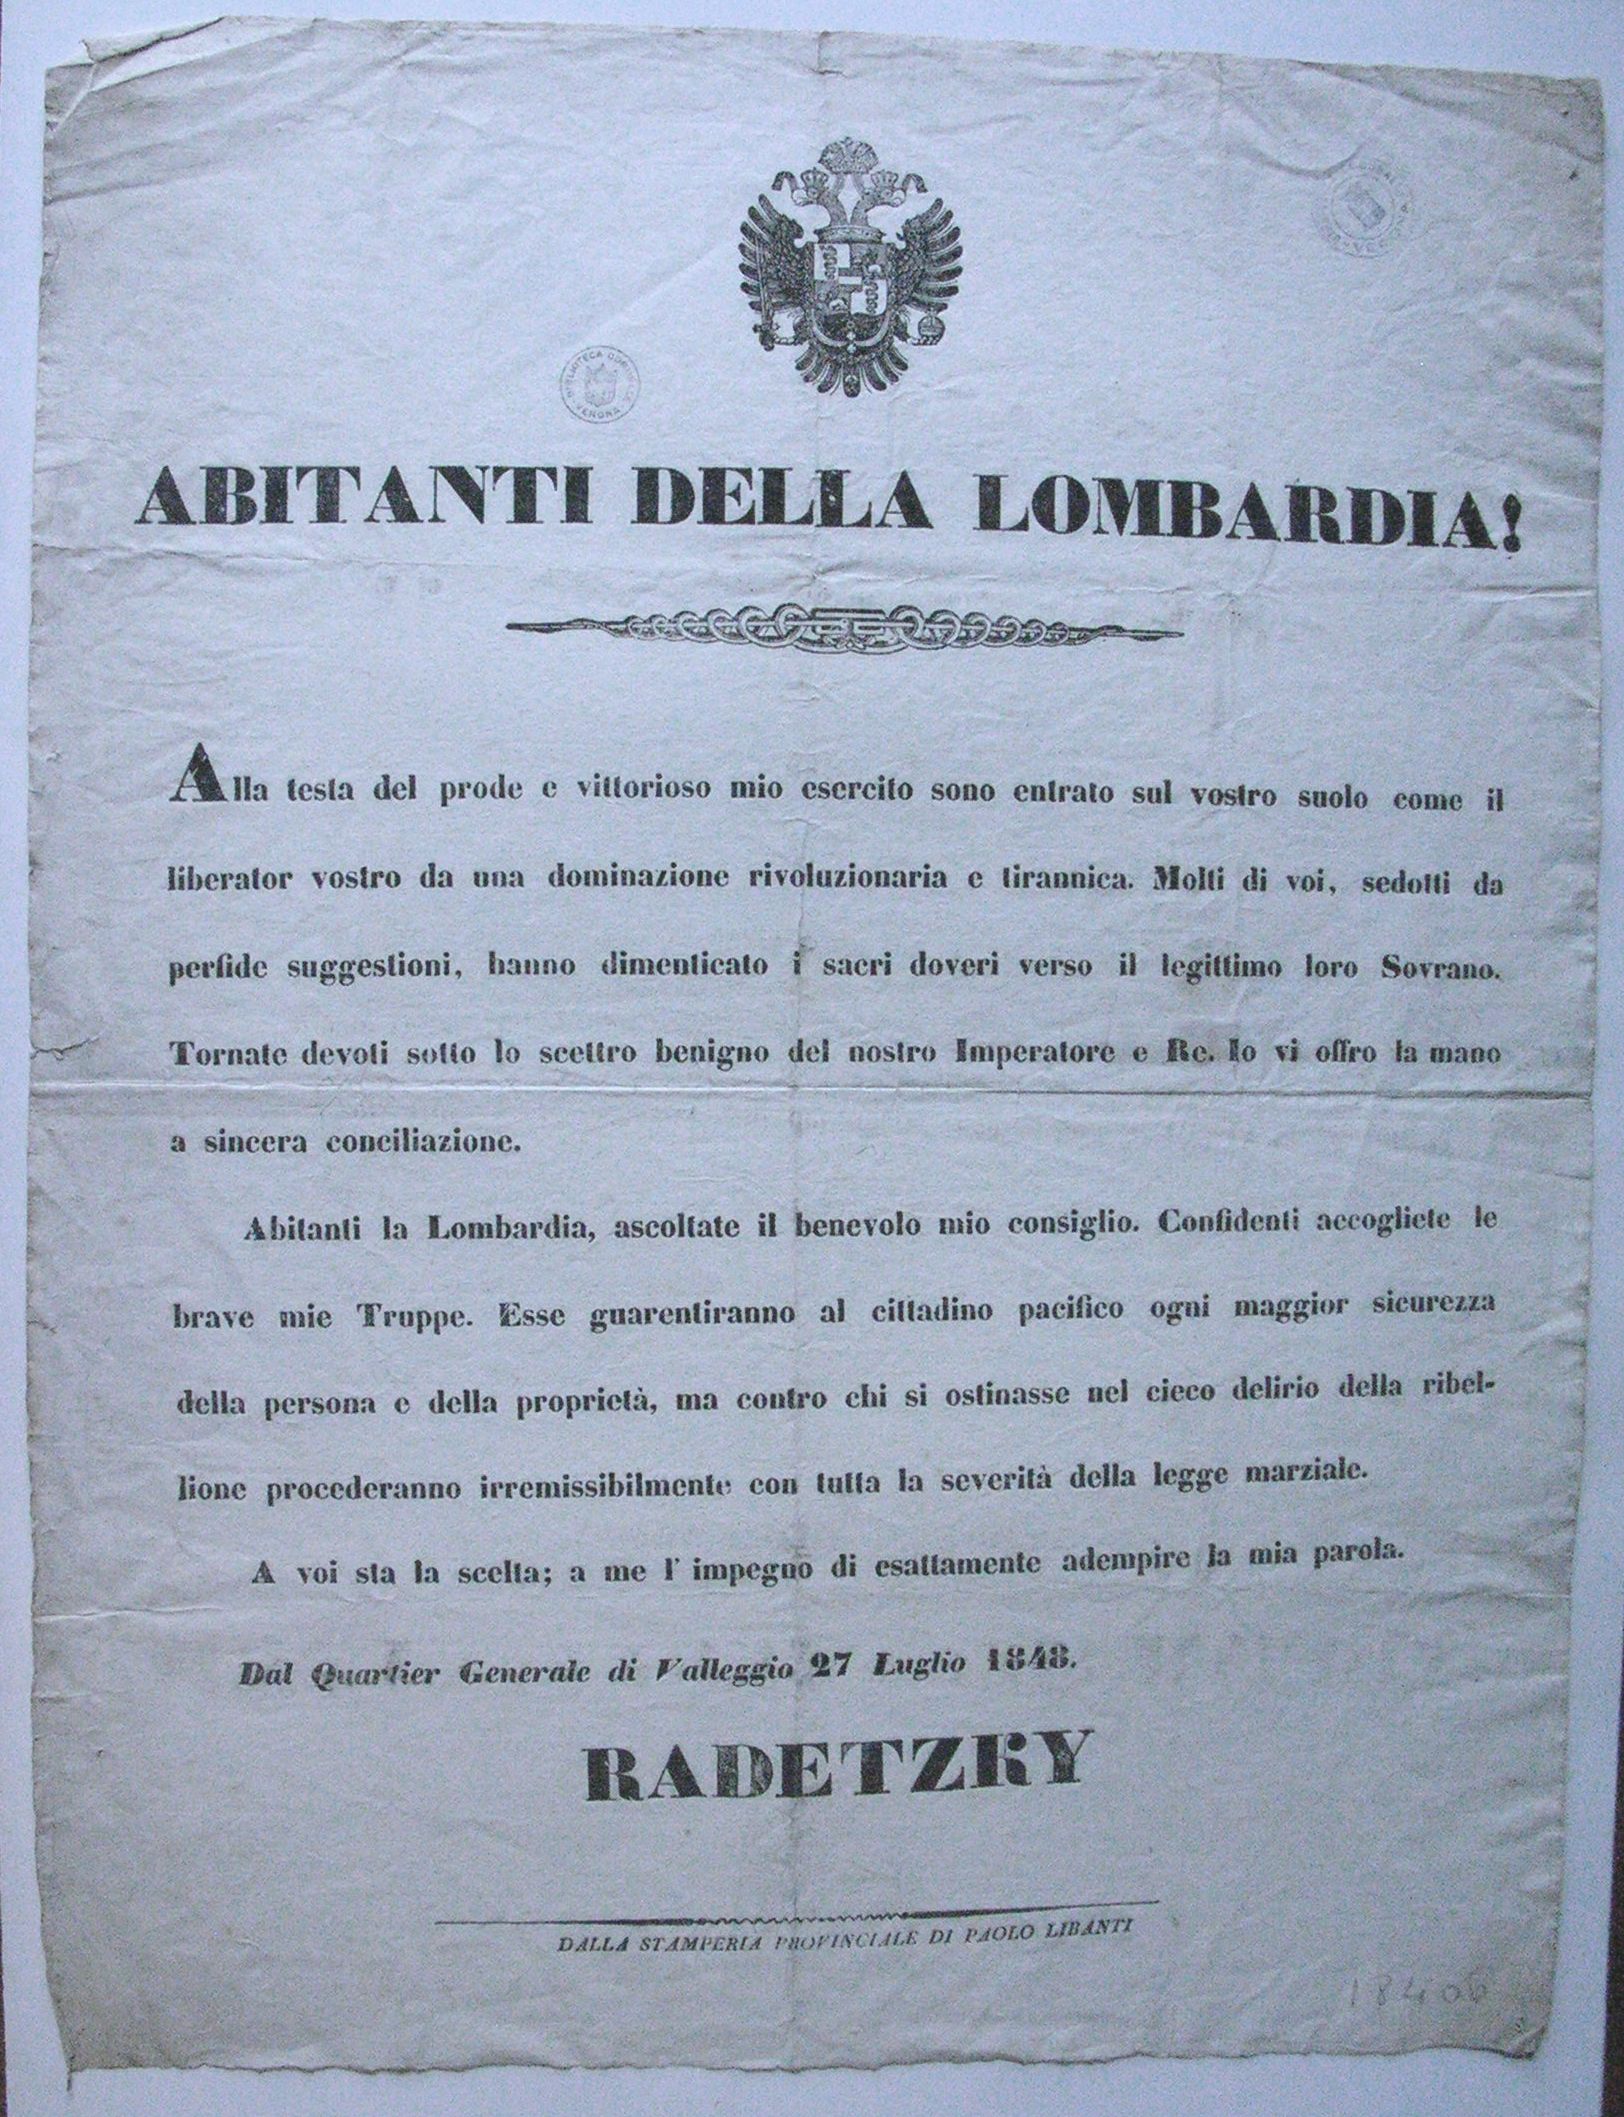 BIBLIOTECA COMUNALE
VERONA
ABITANTI DELLA LOMBARDIA!
Alla testa del prode e vittorioso mio esercito sono entrato sul vostro suolo come il
liberator vostro da una dominazione rivoluzionaria e tirannica. Molti di voi, sedotti da
perfide suggestioni, hanno dimenticato i sacri doveri verso il legittimo loro Sovrano.
Tornate devoti sotto lo scettro benigno del nostro Imperatore e Re. Io vi offro la mano
a sincera conciliazione.
Abitanti la Lombardia, ascoltate il benevolo mio consiglio. Confidenti accogliete le
brave mie Truppe. Esse guarentiranno al cittadino pacifico ogni maggior sicurezza
della persona e della proprietà, ma contro chi si ostinasse nel cieco delirio della ribel-
lione procederanno irremissibilmente con tutta la severità della legge marziale.
A voi sta la scelta; a me l' impegno di esattamente adempire la mia parola.
Dal Quartier Generale di Valleggio 27 Luglio 1848.
RADETZKY
DALLA STAMPERIA PROVINCIALE DI PAOLO LIBANTI
18406